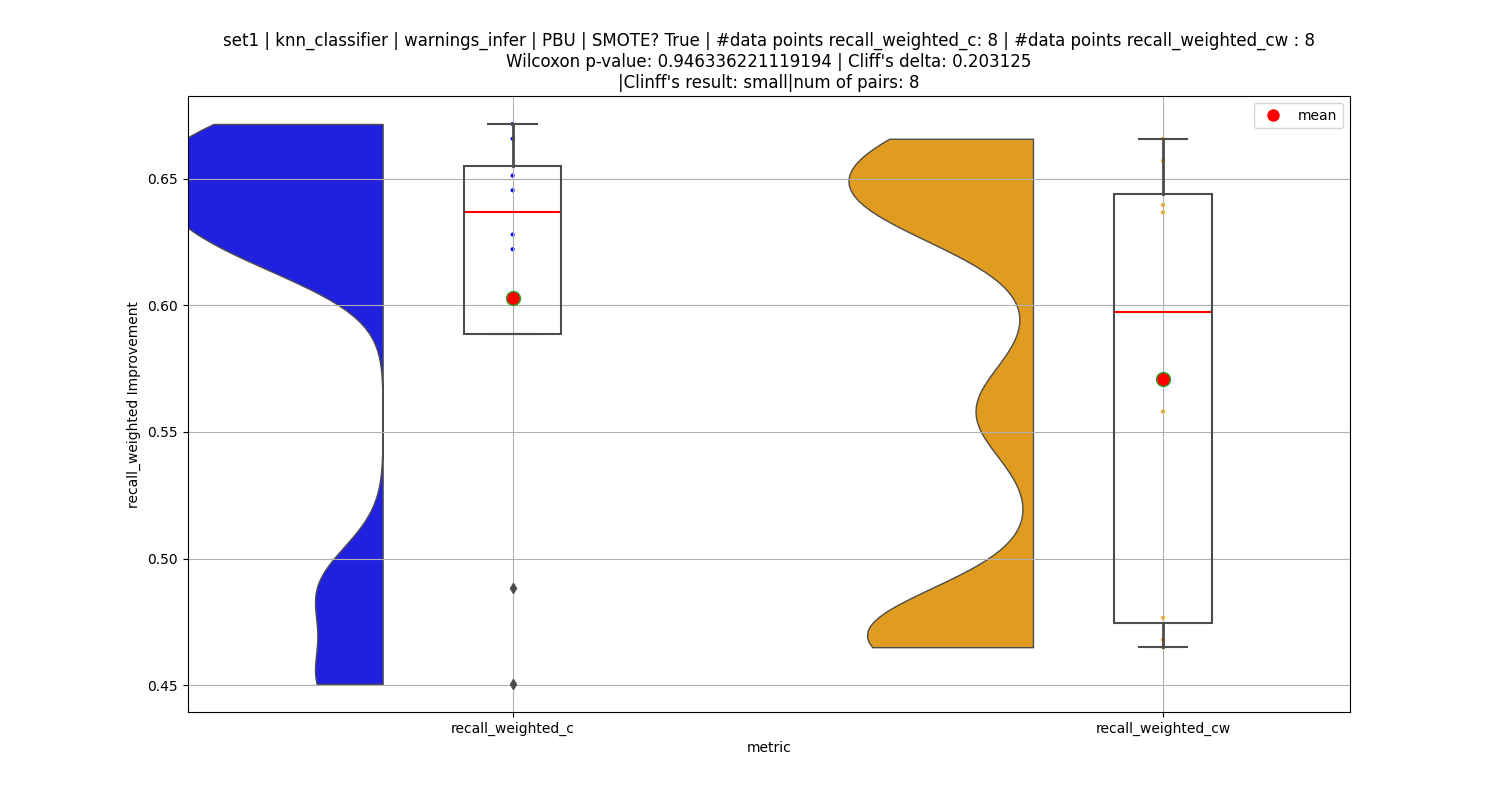 set1 | knn_classifier | warnings_infer | PBU | SMOTE? True | #data points recall_weighted_c: 8 | #data points recall_weighted_cw : 8
Wilcoxon p-value: 0.946336221119194 | Cliff's delta: 0.203125
|Clinff's result: small|num of pairs: 8
mean
0.65
0.60
0.55
0.50
0.45
recall_weighted Improvement
recall_weighted_c
recall_weighted_cw
metric